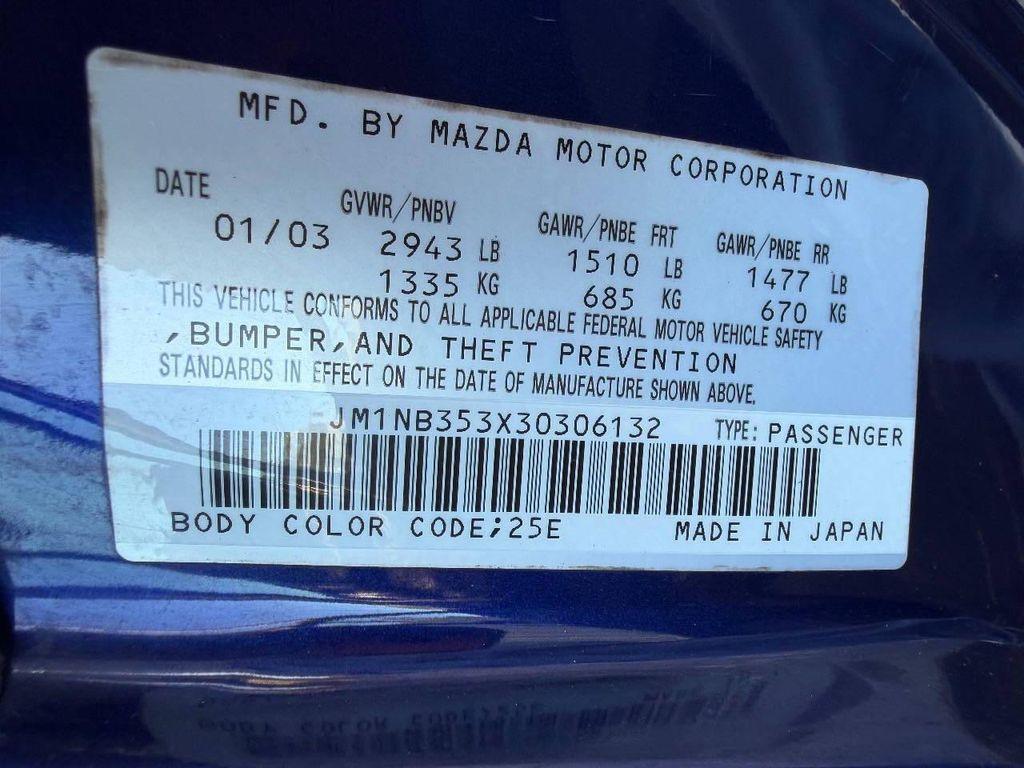 MFD. BY MAZDA MOTOR CORPORATION
DATE GVWR/PNBV GAWR/PNBE FRT GAWR/PNBE RR
01/03 2943 LB 1510 LB 1477 LB
1335 KG 685 KG 670 KG
THIS VEHICLE CONFORMS TO ALL APPLICABLE FEDERAL MOTOR VEHICLE SAFETY
,BUMPER,AND THEFT PREVENTION
STANDARDS IN EFFECT ON THE DATE OF MANUFACTURE SHOWN ABOVE.
JM1NB353X30306132 TYPE: PASSENGER
BODY COLOR CODE;25E MADE IN JAPAN